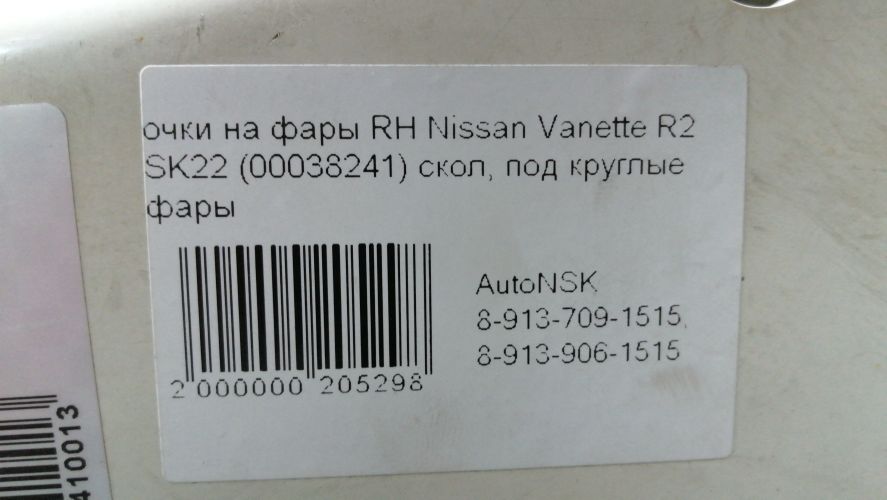 очки на фары RH Nissan Vanette R2
SK22 (00038241) скол, под круглые
фары
AutoNSK
8-913-709-1515,
8-913-906-1515
2 000000 205298
410013